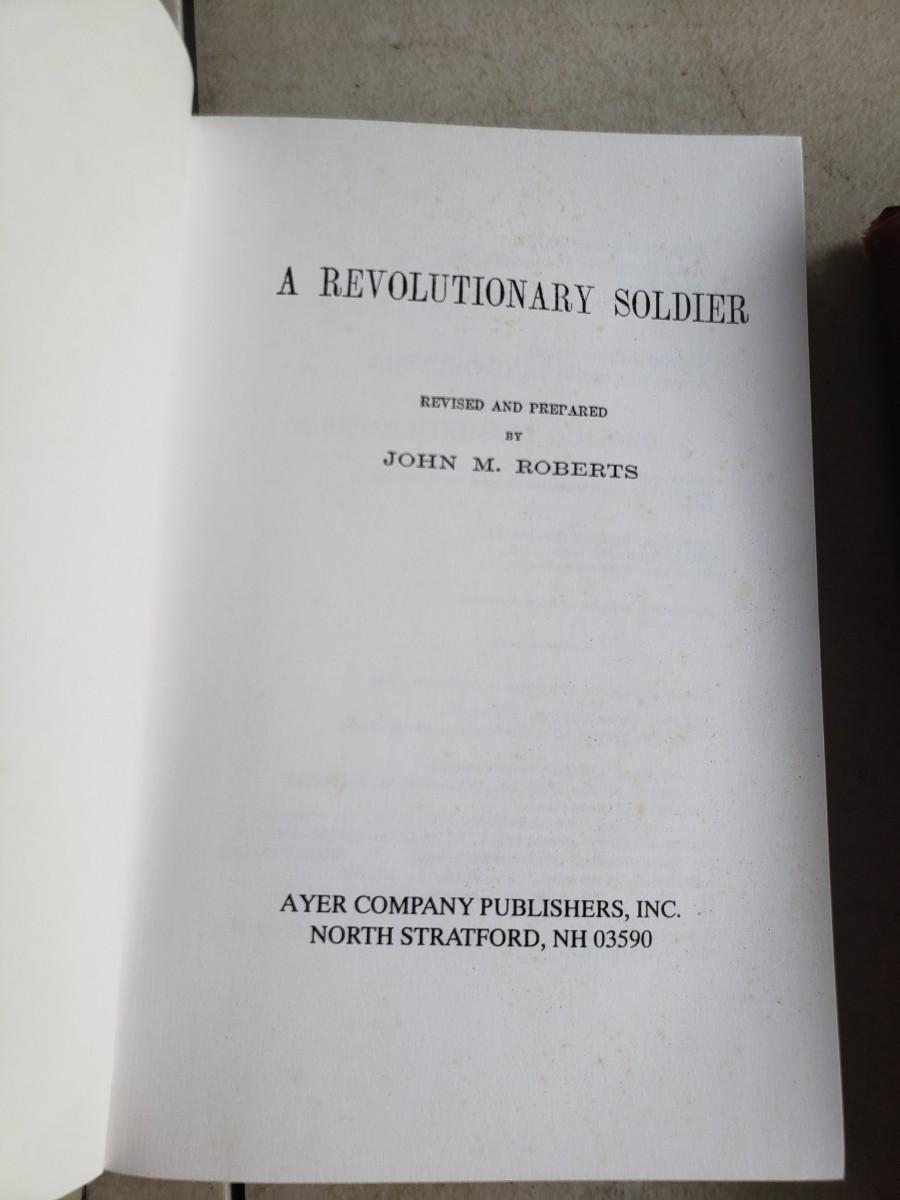 A REVOLUTIONARY SOLDIER
REVISED AND PREPARED
BY
JOHN M. ROBERTS
AYER COMPANY PUBLISHERS, INC.
NORTH STRATFORD, NH 03590